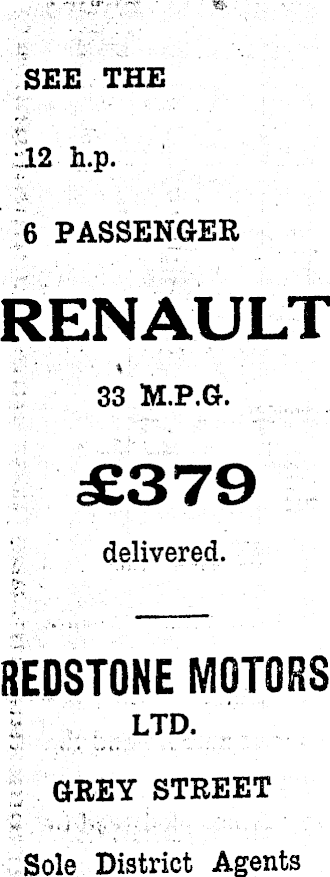 SEE THE
12 h.p.
6 PASSENGER
RENAULT
33 M.P.G.
£379
delivered.
REDSTONE MOTORS
LTD.
GREY STREET
Sole District Agents